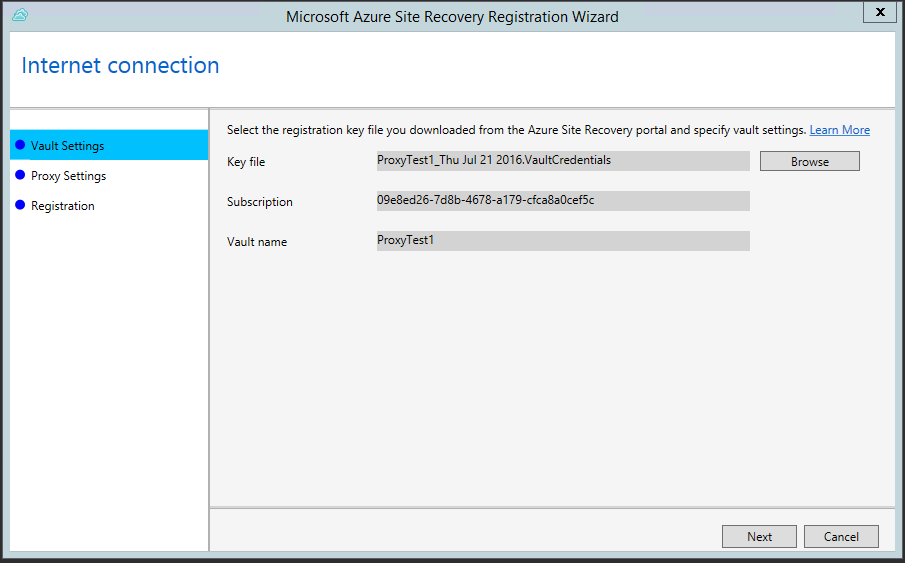 Microsoft Azure Site Recovery Registration Wizard
x
Internet connection
Vault Settings
Proxy Settings
Registration
Select the registration key file you downloaded from the Azure Site Recovery portal and specify vault settings. Learn More
Key file
ProxyTest1_Thu Jul 21 2016.VaultCredentials
Browse
Subscription
09e8ed26-7d8b-4678-a179-cfca8a0cef5c
Vault name
ProxyTest1
Next
Cancel